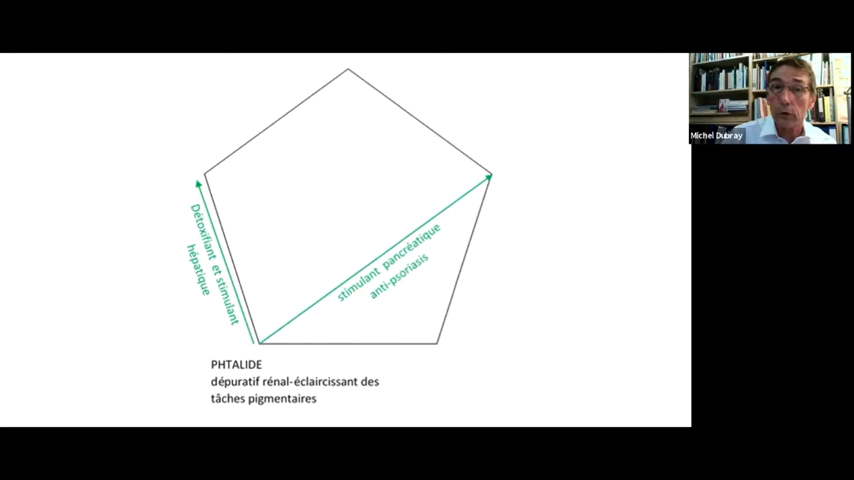 Michel Dubray
Détoxifiant et stimulant
hépatique
stimulant pancréatique
anti-psoriasis
PHTALIDE
dépuratif rénal-éclaircissant des
tâches pigmentaires